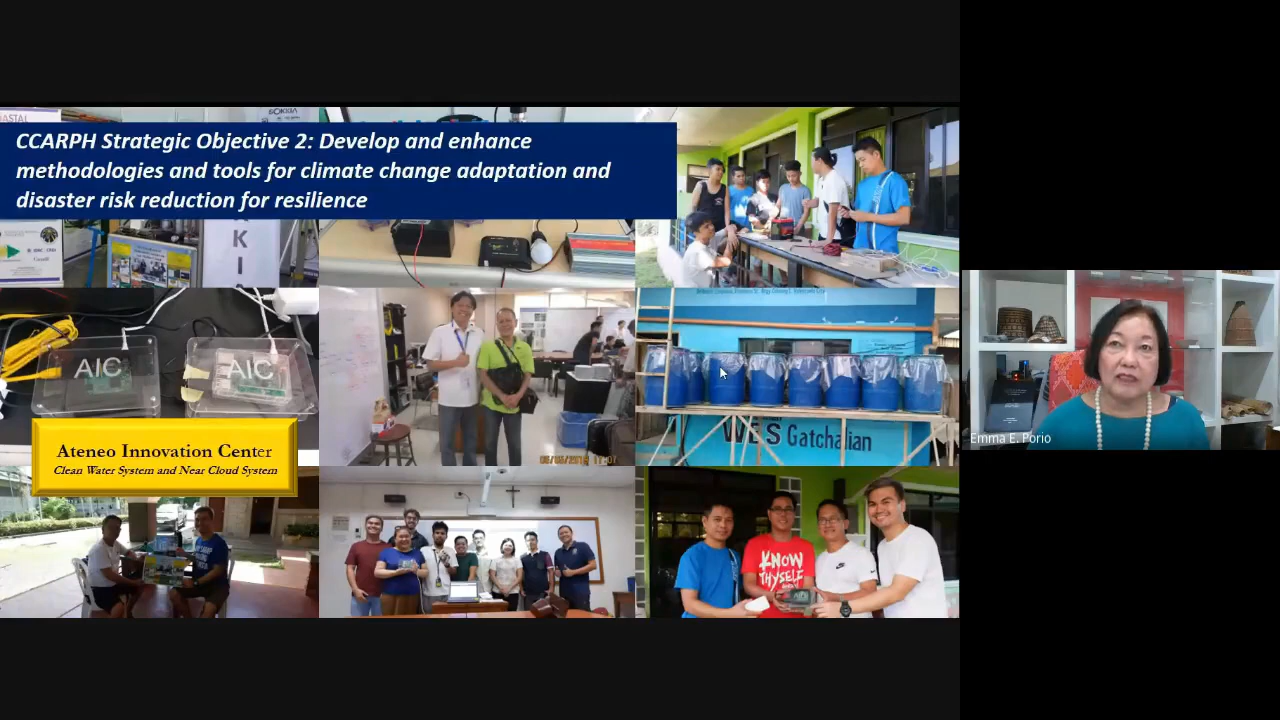 CCARPH Strategic Objective 2: Develop and enhance
methodologies and tools for climate change adaptation and
disaster risk reduction for resilience
K
I
AIC
AIC
Ateneo Innovation Center
Clean Water System and Near Cloud System
WES Gatchalian
KNOW
THYSELF
AIC
Emma E. Porio